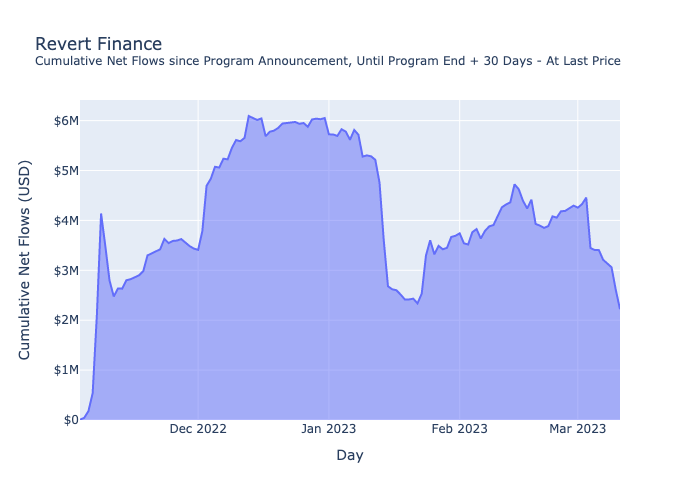 Revert Finance
Cumulative Net Flows since Program Announcement, Until Program End + 30 Days - At Last Price
Cumulative Net Flows (USD)
$6M
$5M
$4M
$3M
$2M
$1M
$0
Dec 2022
Jan 2023
Feb 2023
Mar 2023
Day